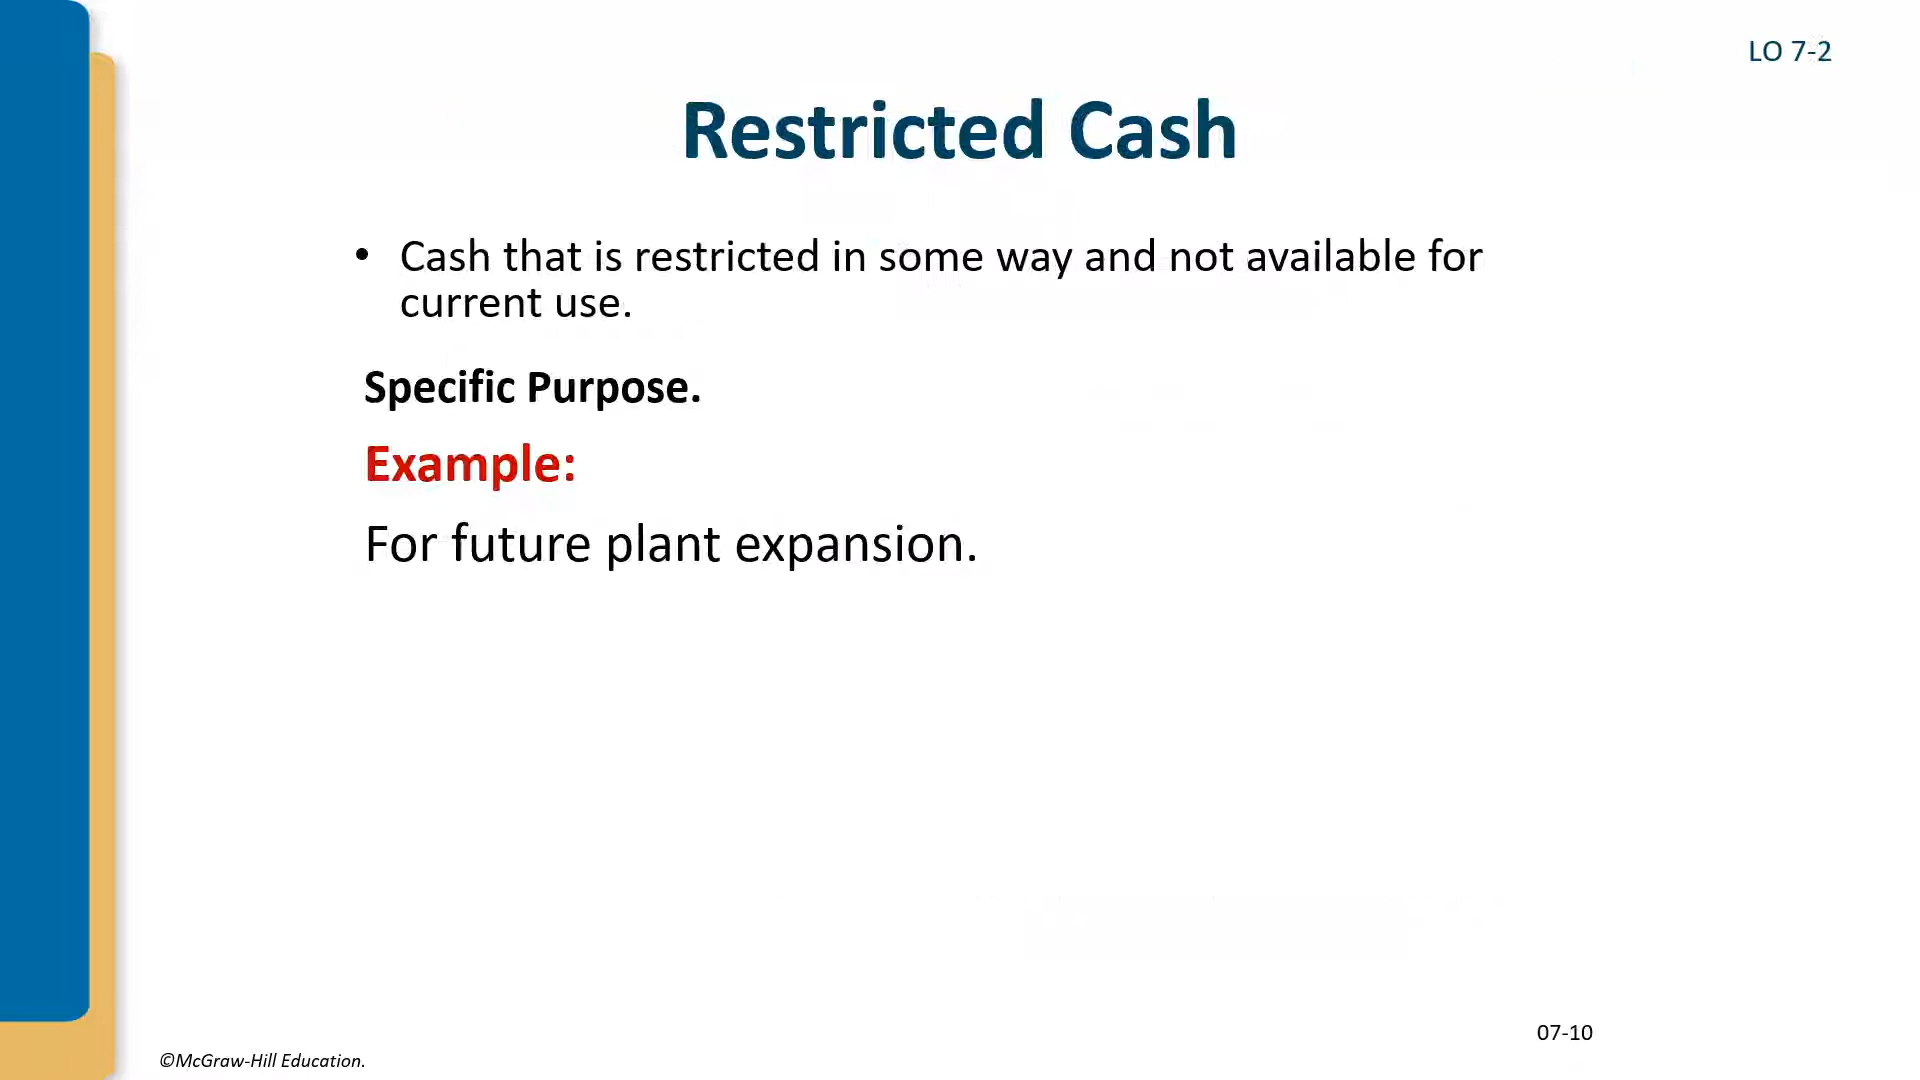 LO 7-2
Restricted Cash
• Cash that is restricted in some way and not available for
current use.
Specific Purpose.
Example:
For future plant expansion.
07-10
©McGraw-Hill Education.